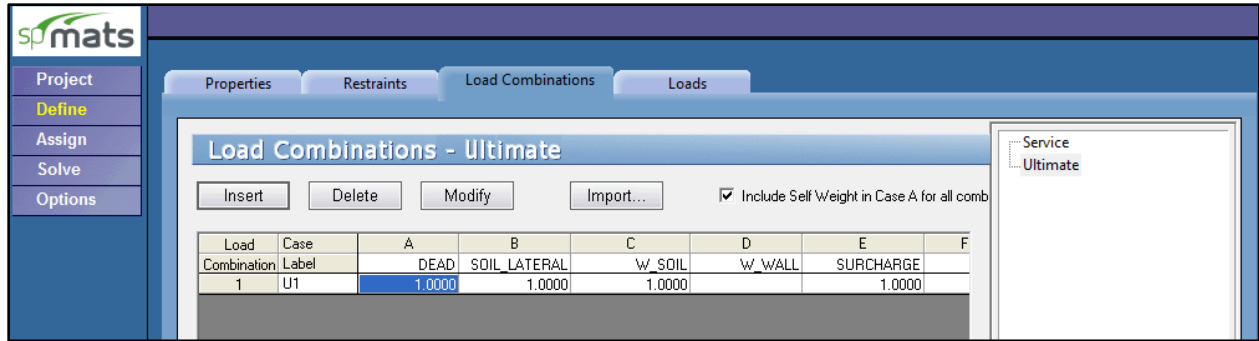 spmats
Project
Define
Assign
Solve
Options
Properties Restraints Load Combinations Loads
Load Combinations - Ultimate
Insert Delete Modify Import... Include Self Weight in Case A for all comb
Load Case A B C D E F
Combination Label DEAD SOIL_LATERAL W_SOIL W_WALL SURCHARGE
1 U1 1.0000 1.0000 1.0000 1.0000
Service
Ultimate